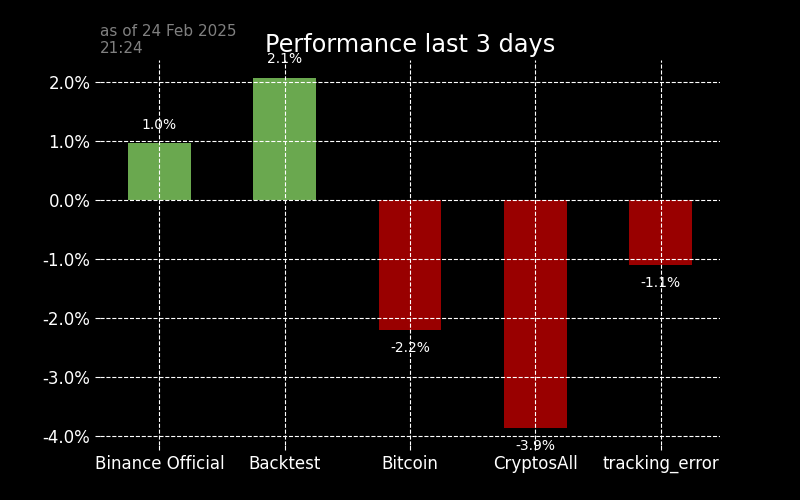 as of 24 Feb 2025
21:24
Performance last 3 days
2.1%
2.0%
1.0%
1.0%
0.0%
-1.0%
-1.1%
-2.0%
-2.2%
-3.0%
-4.0%
-3.9%
Binance Official
Backtest
Bitcoin
CryptosAll
tracking_error